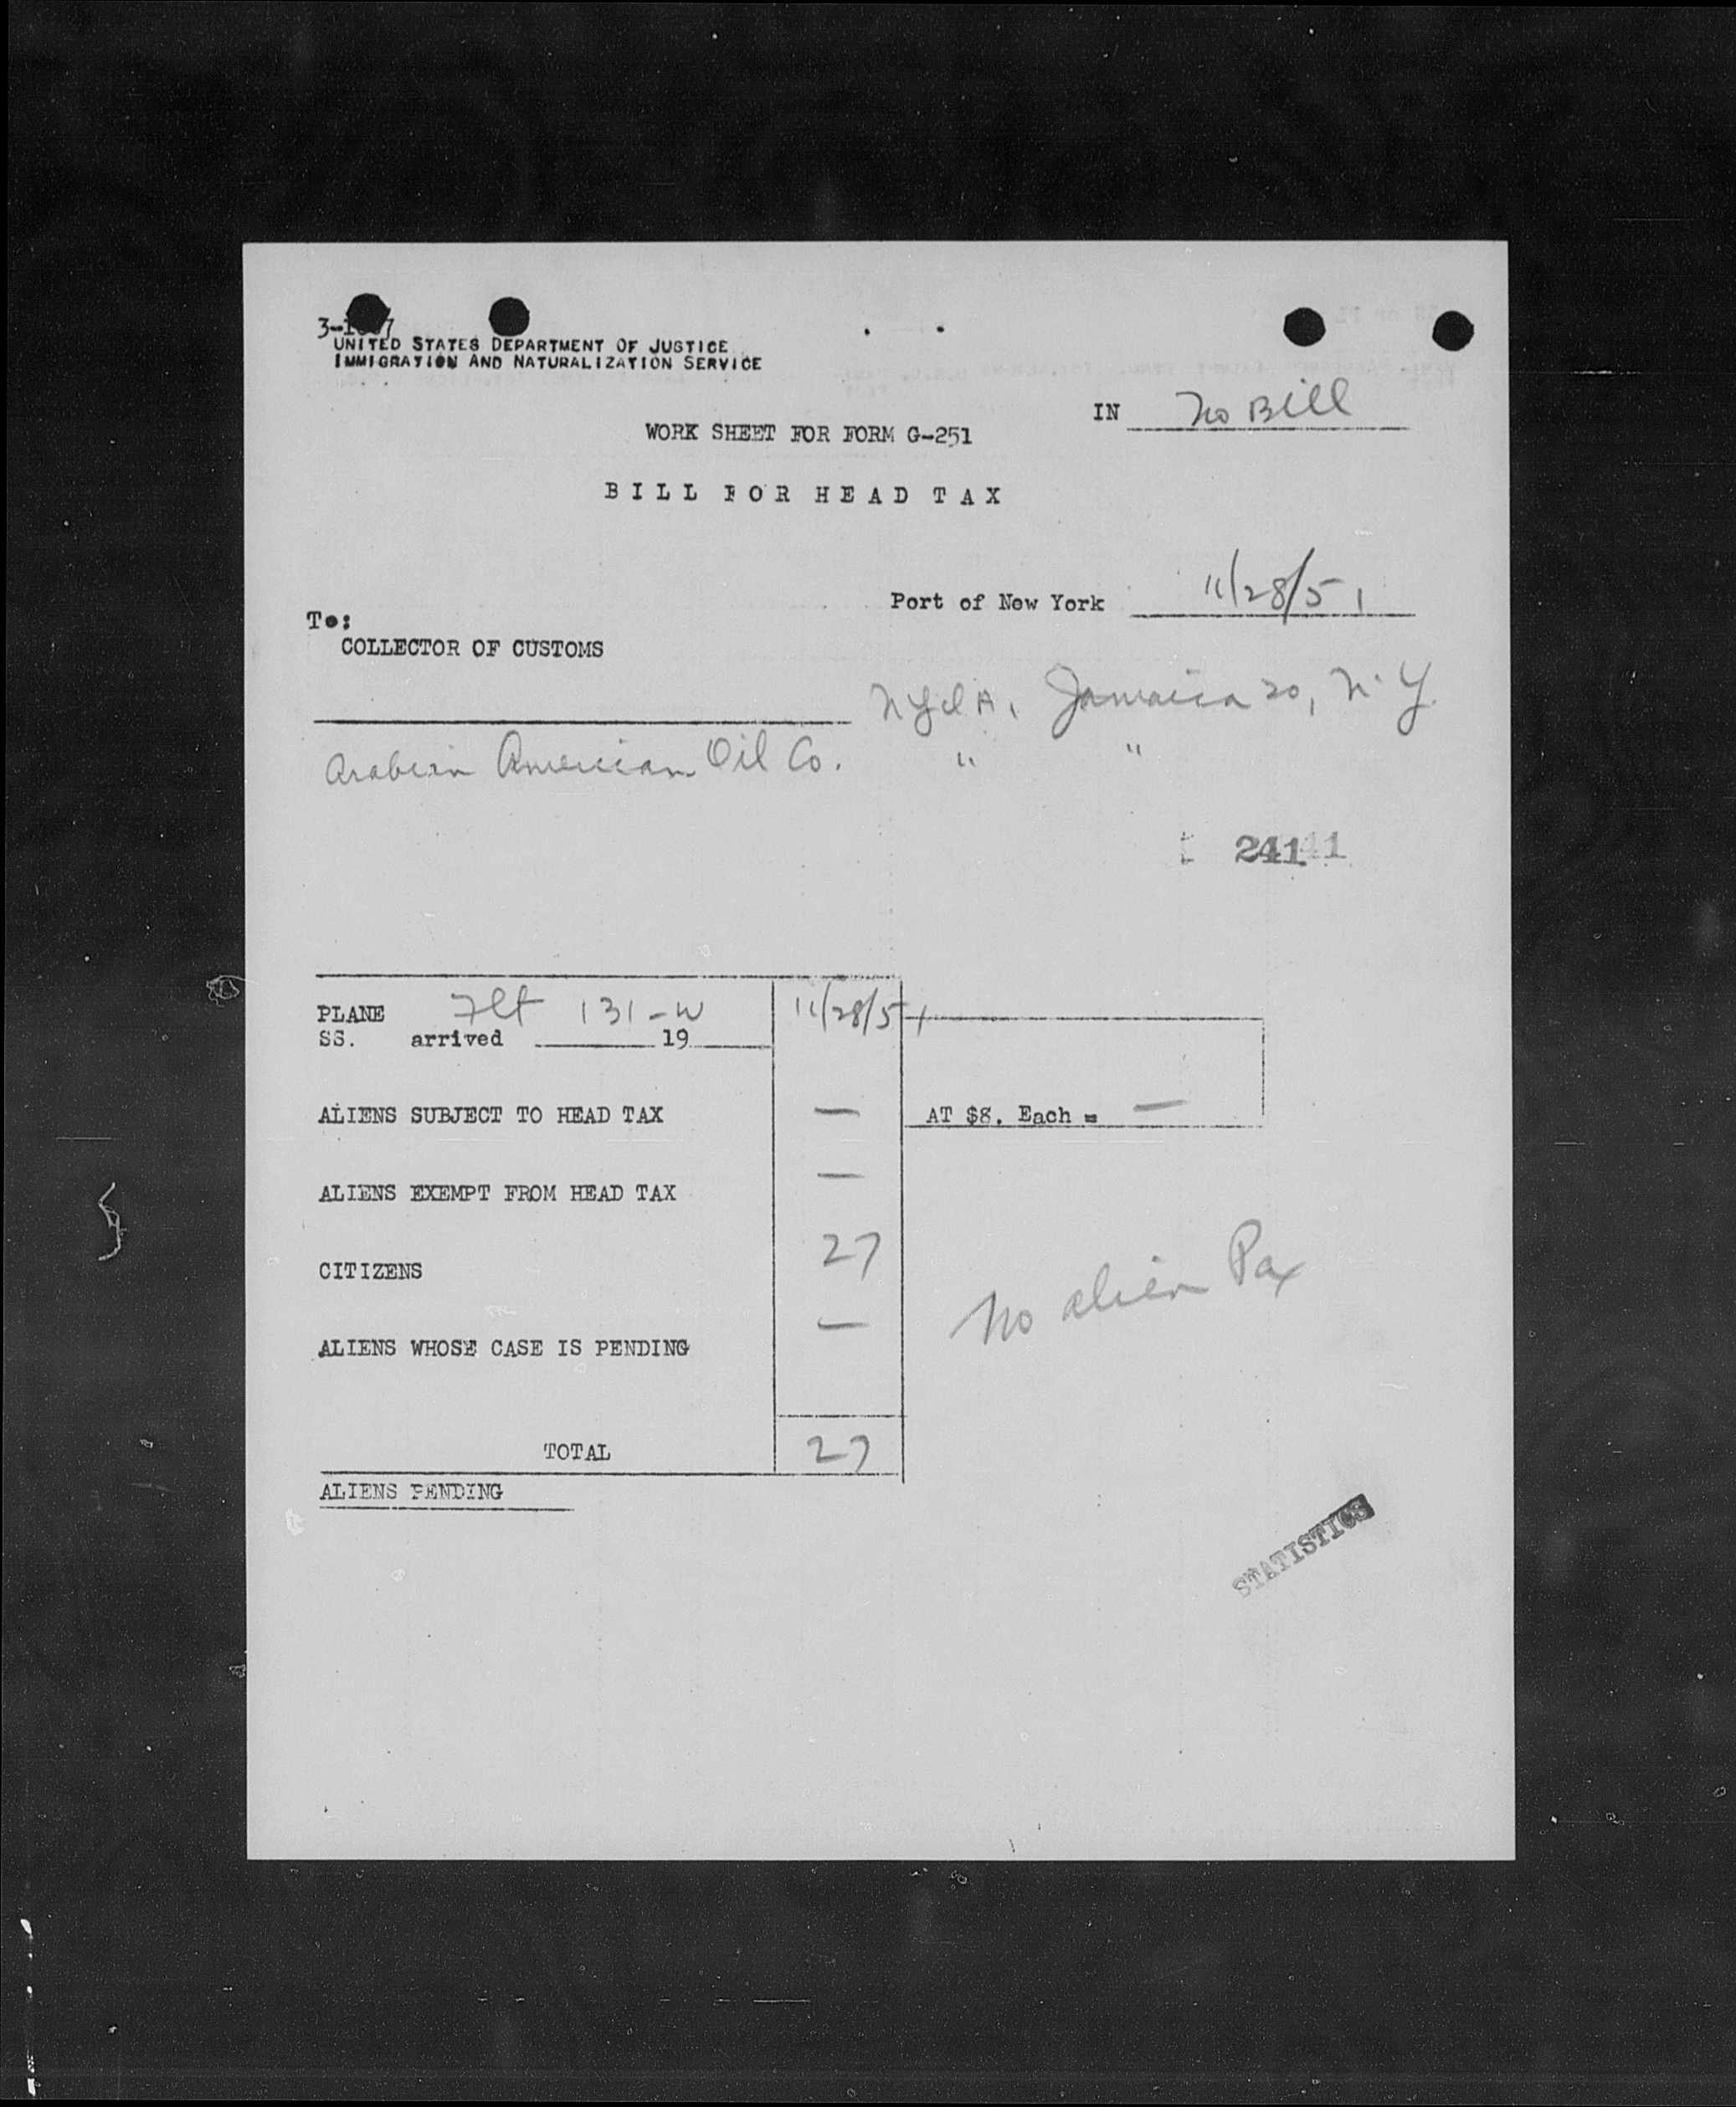 UNITED STATES DEPARTMENT OF JUSTICE
IMMIGRATION AND NATURALIZATION SERVICE
IN No Bill
WORK SHEET FOR FORM G-251
BILL FOR HEAD TAX
Port of New York 11/28/51
To:
COLLECTOR OF CUSTOMS
Jamaica 20, N.Y.
Arabian American Oil Co. " "
241
PLANE Flt 131-W 11/28/51
SS. arrived 19
ALIENS SUBJECT TO HEAD TAX — AT $8. Each = —
ALIENS EXEMPT FROM HEAD TAX —
CITIZENS 27
No alien Pax
ALIENS WHOSE CASE IS PENDING —
TOTAL 27
ALIENS PENDING
STATISTICS